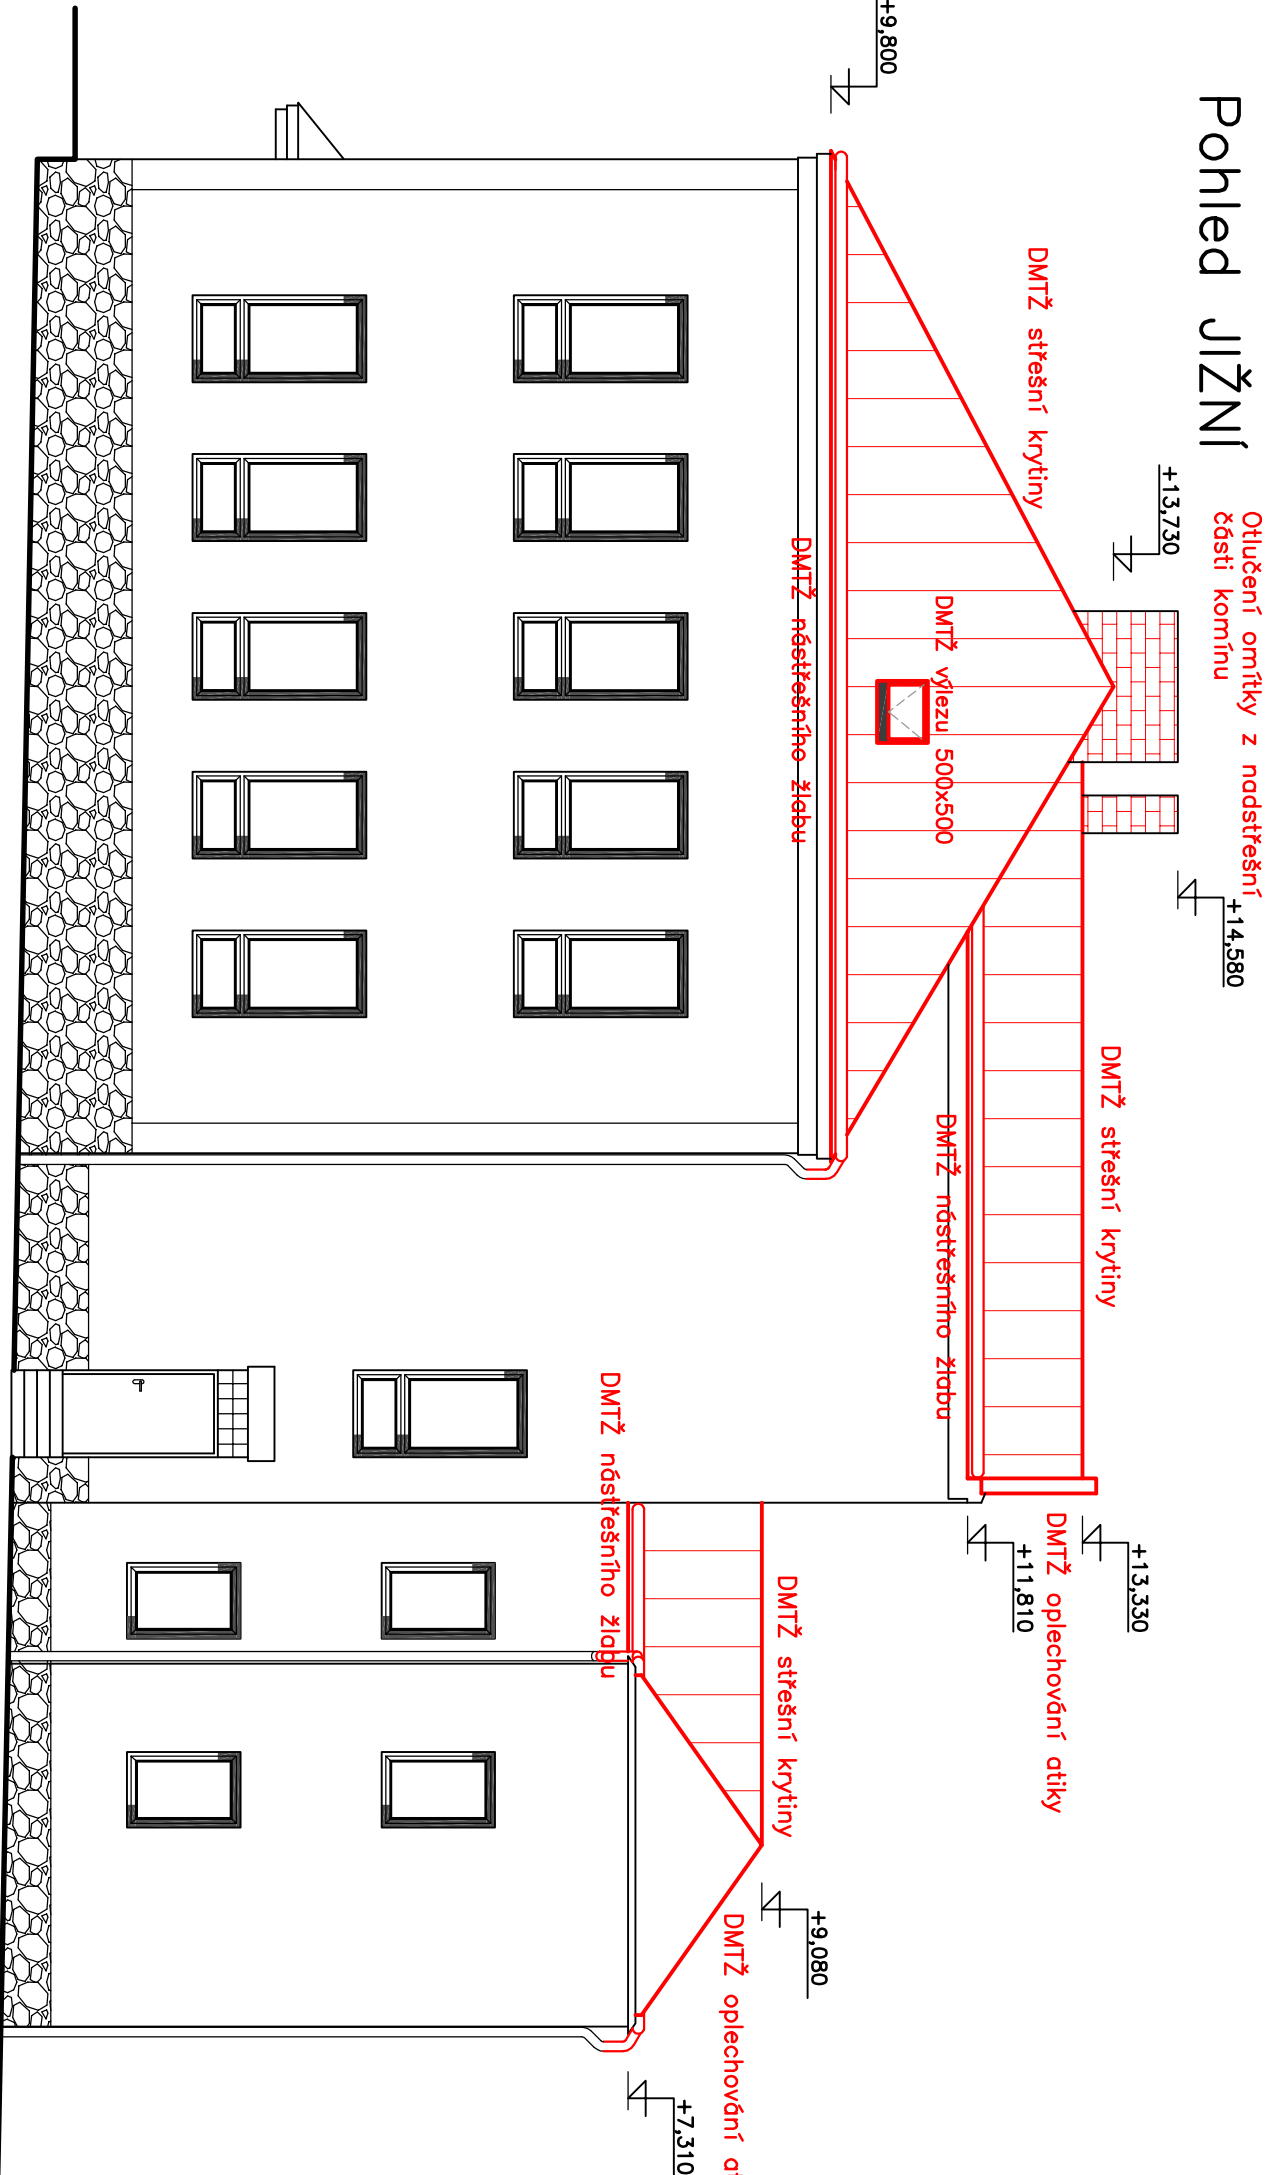 Pohled JIŽNÍ
Otlučení omítky z nadstřešní
části komínu
+13,730
+14,580
+9,800
DMTŽ střešní krytiny
DMTŽ výlezu 500x500
DMTŽ nástřešního žlabu
DMTŽ střešní krytiny
DMTŽ nástřešního žlabu
+13,330
DMTŽ oplechování atiky
+11,810
DMTŽ nástřešního žlabu
DMTŽ střešní krytiny
+9,080
DMTŽ oplechování
+7,310